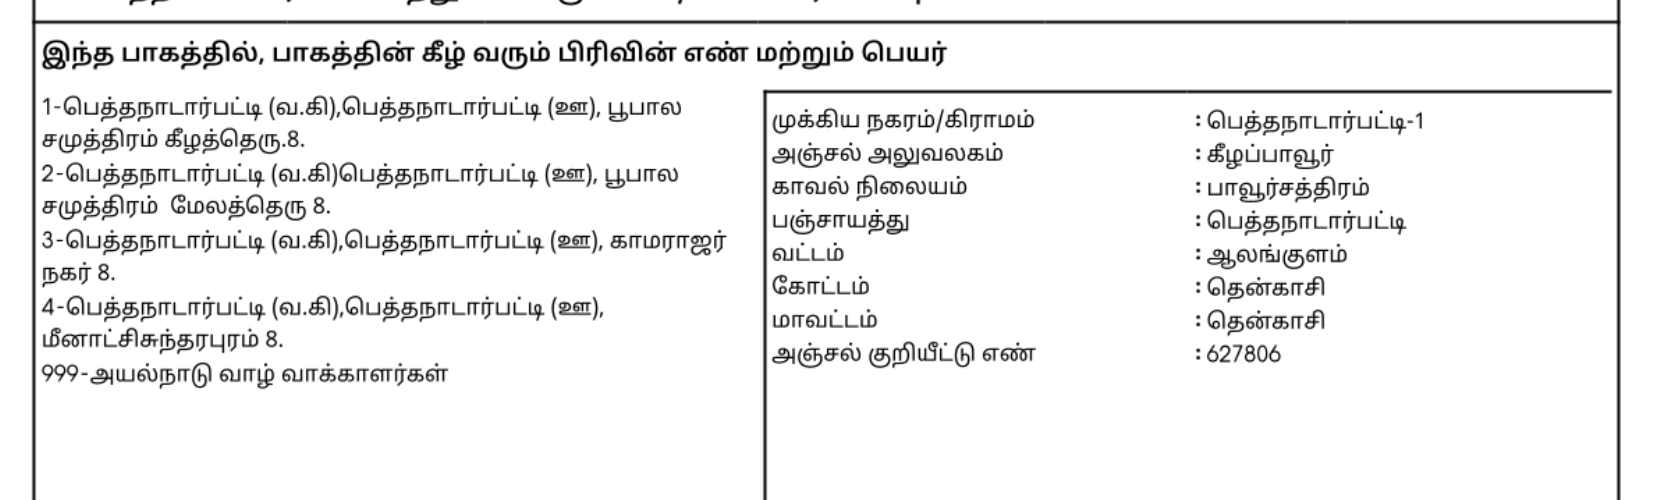 இந்த பாகத்தில், பாகத்தின் கீழ் வரும் பிரிவின் எண் மற்றும் பெயர்
1-பெத்தநாடார்பட்டி (வ.கி),பெத்தநாடார்பட்டி (ஊ), பூபால
சமுத்திரம் கீழத்தெரு.8.
2-பெத்தநாடார்பட்டி (வ.கி)பெத்தநாடார்பட்டி (ஊ), பூபால
சமுத்திரம் மேலத்தெரு 8.
3-பெத்தநாடார்பட்டி (வ.கி),பெத்தநாடார்பட்டி (ஊ), காமராஜர்
நகர் 8.
4-பெத்தநாடார்பட்டி (வ.கி),பெத்தநாடார்பட்டி (ஊ),
மீனாட்சிசுந்தரபுரம் 8.
999-அயல்நாடு வாழ் வாக்காளர்கள்
முக்கிய நகரம்/கிராமம் : பெத்தநாடார்பட்டி-1
அஞ்சல் அலுவலகம் : கீழப்பாவூர்
காவல் நிலையம் : பாவூர்சத்திரம்
பஞ்சாயத்து : பெத்தநாடார்பட்டி
வட்டம் : ஆலங்குளம்
கோட்டம் : தென்காசி
மாவட்டம் : தென்காசி
அஞ்சல் குறியீட்டு எண் : 627806